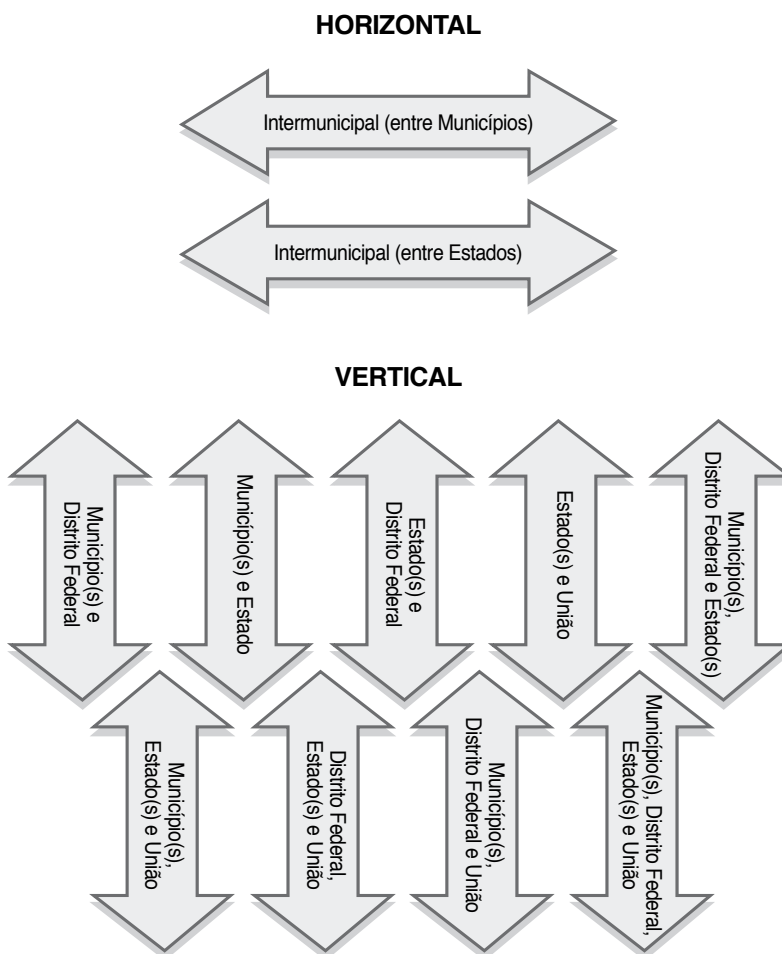 HORIZONTAL
Intermunicipal (entre Municípios)
Intermunicipal (entre Estados)
VERTICAL
Município(s) e
Distrito Federal
Município(s) e Estado
Estado(s) e
Distrito Federal
Estado(s) e União
Município(s),
Distrito Federal e Estado(s)
Município(s),
Estado(s) e União
Distrito Federal,
Estado(s) e União
Município(s),
Distrito Federal e União
Município(s), Distrito Federal,
Estado(s) e União